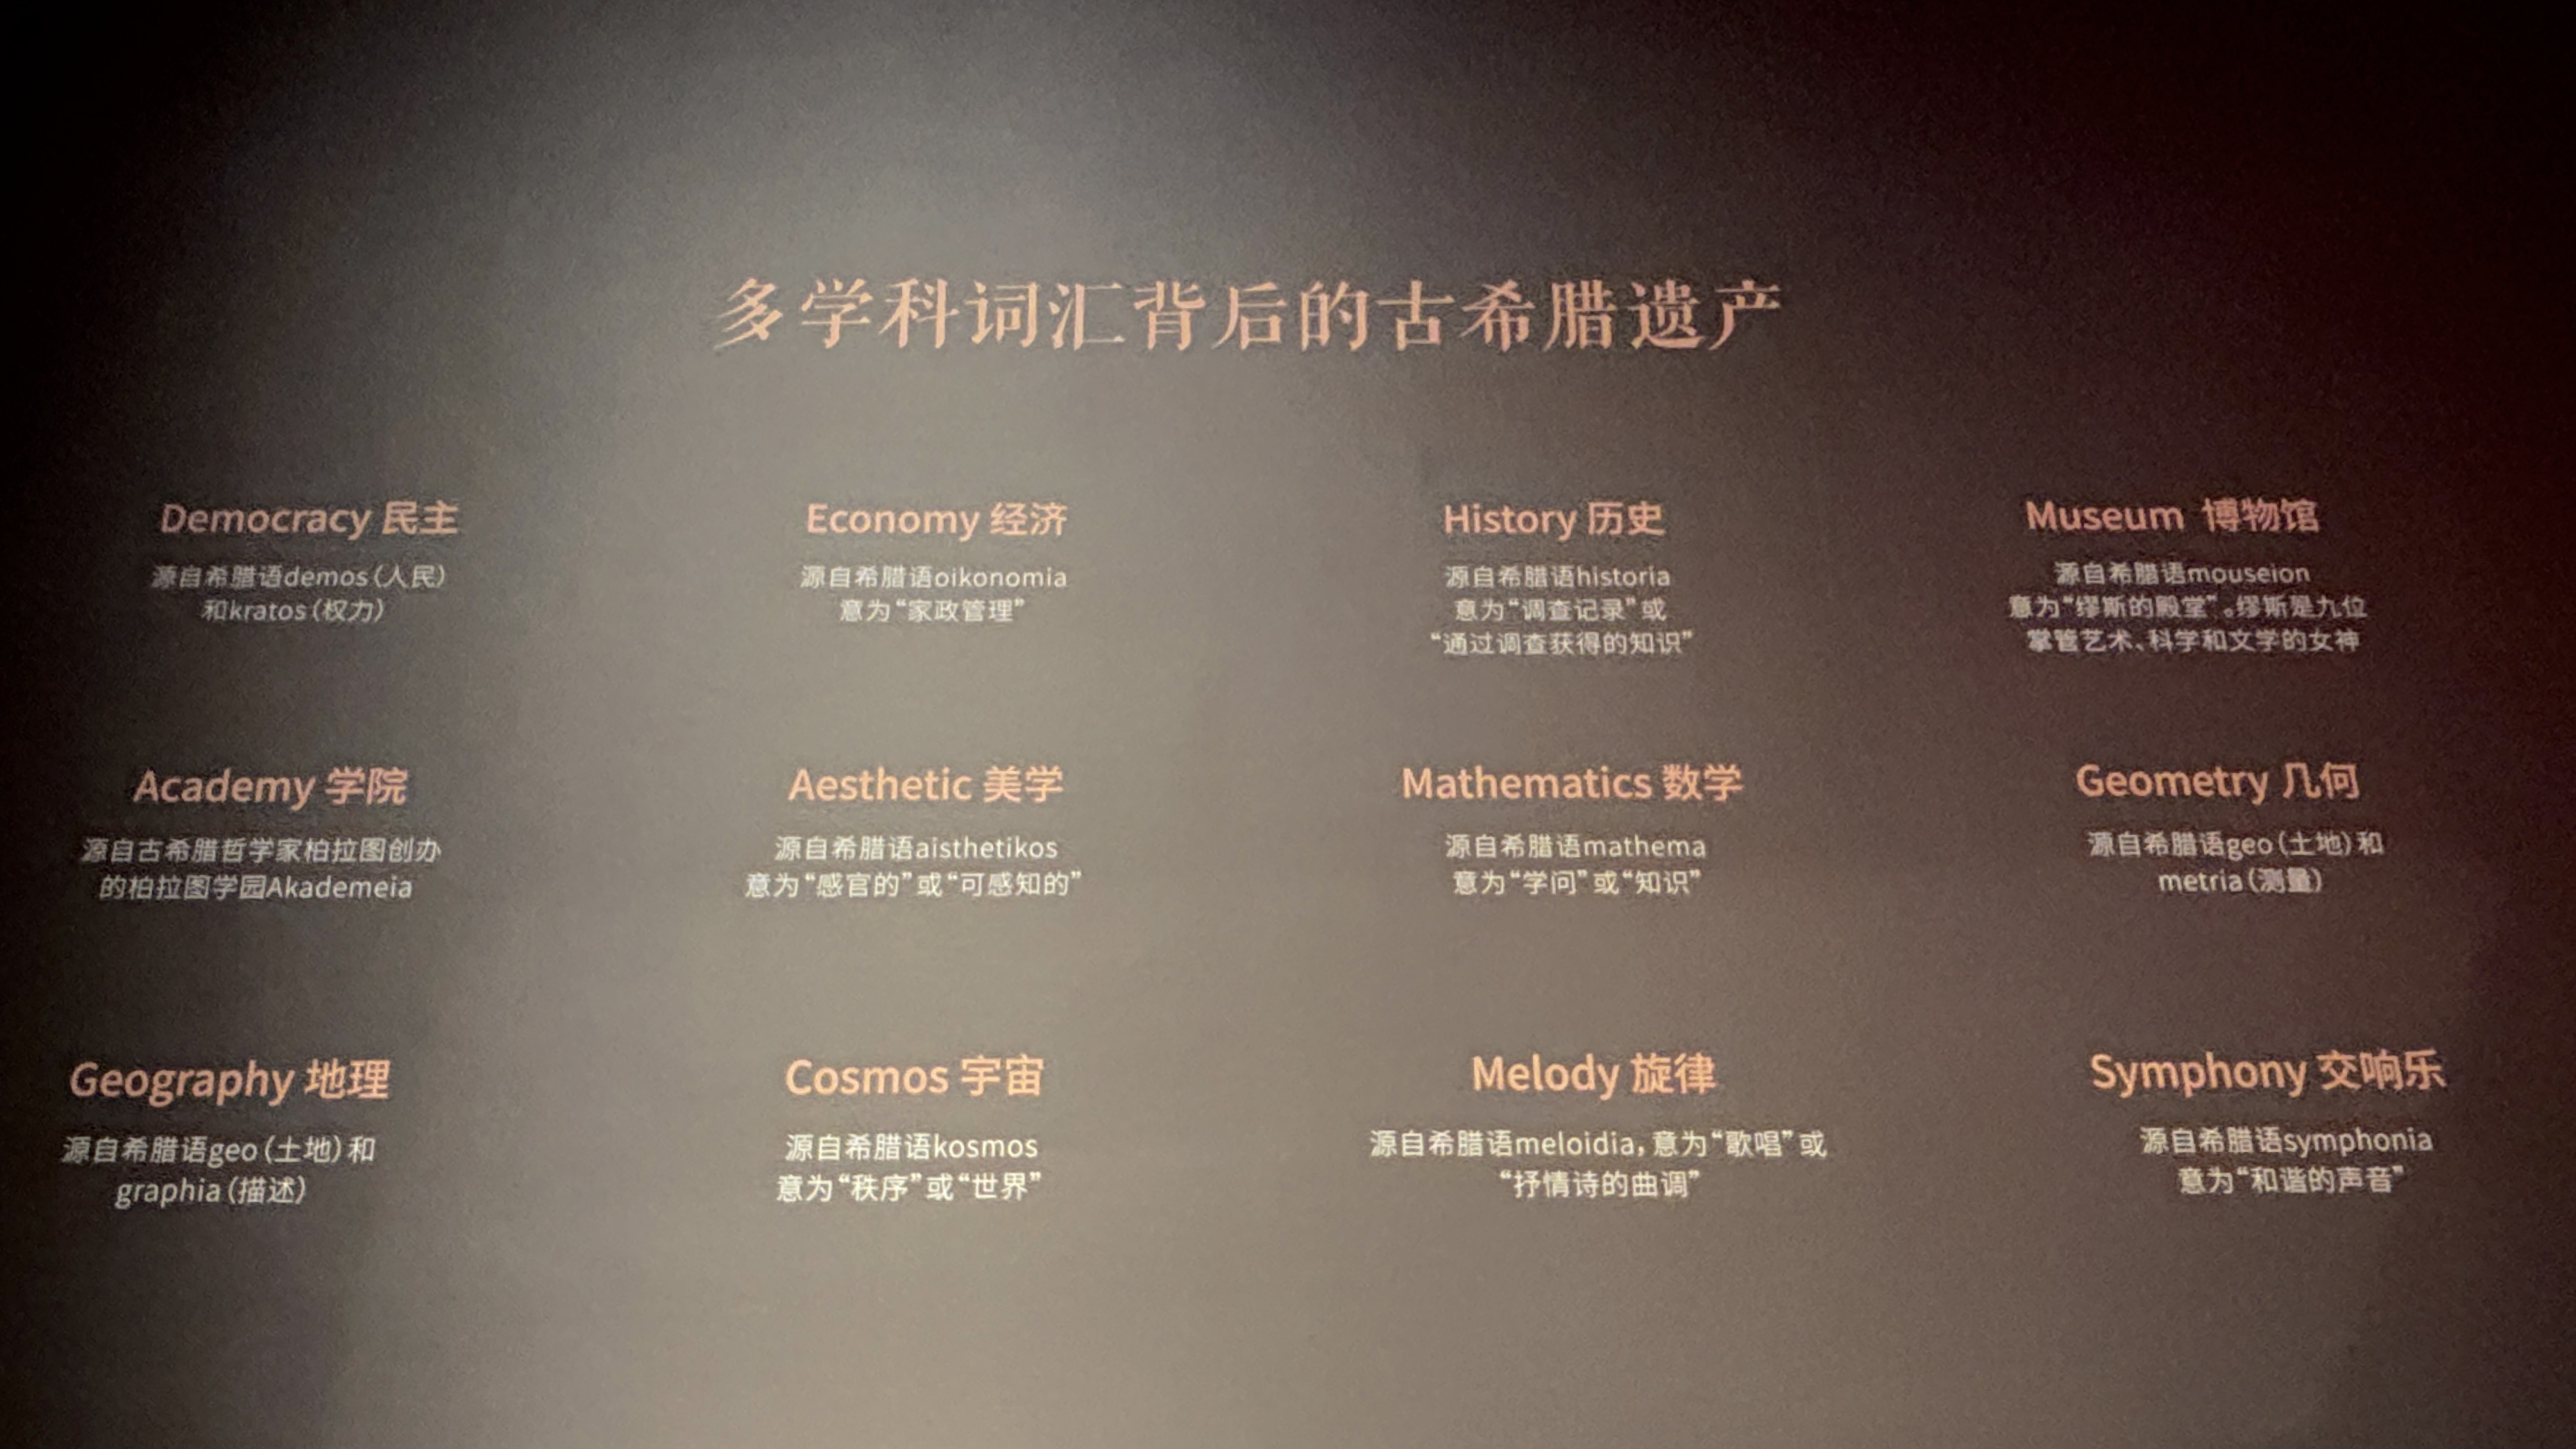 多学科词汇背后的古希腊遗产
Democracy 民主
源自希腊语demos（人民）
和kratos（权力）
Economy 经济
源自希腊语oikonomia
意为“家政管理”
History 历史
源自希腊语historia
意为“调查记录”或
“通过调查获得的知识”
Museum 博物馆
源自希腊语mouseion
意为“缪斯的殿堂”。缪斯是九位
掌管艺术、科学和文学的女神
Academy 学院
源自古希腊哲学家柏拉图创办
的柏拉图学园Akademeia
Aesthetic 美学
源自希腊语aisthetikos
意为“感官的”或“可感知的”
Mathematics 数学
源自希腊语mathema
意为“学问”或“知识”
Geometry 几何
源自希腊语geo（土地）和
metria（测量）
Geography 地理
源自希腊语geo（土地）和
graphia（描述）
Cosmos 宇宙
源自希腊语kosmos
意为“秩序”或“世界”
Melody 旋律
源自希腊语meloidia，意为“歌唱”或
“抒情诗的曲调”
Symphony 交响乐
源自希腊语symphonia
意为“和谐的声音”